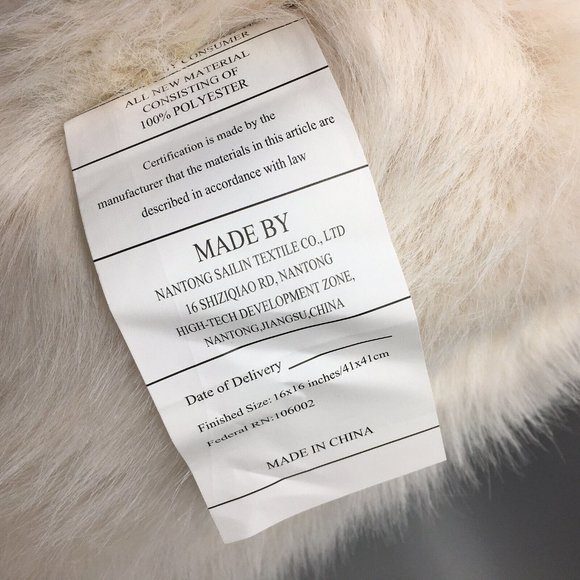 BY CONSUMER
ALL NEW MATERIAL
CONSISTING OF
100% POLYESTER
Certification is made by the
manufacturer that the materials in this article are
described in accordance with law
MADE BY
NANTONG SAILIN TEXTILE CO., LTD
16 SHIZIQIAO RD, NANTONG
HIGH-TECH DEVELOPMENT ZONE,
NANTONG,JIANGSU,CHINA
Date of Delivery
Finished Size: 16x16 inches/41x41cm
Federal RN:106002
MADE IN CHINA